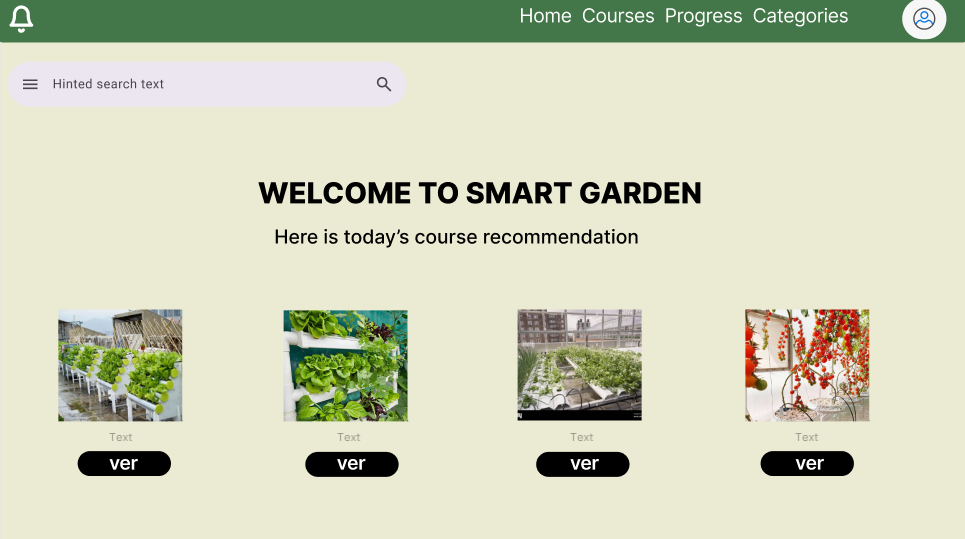 Home Courses Progress Categories
Hinted search text
WELCOME TO SMART GARDEN
Here is today’s course recommendation
Text Text Text Text
ver ver ver ver